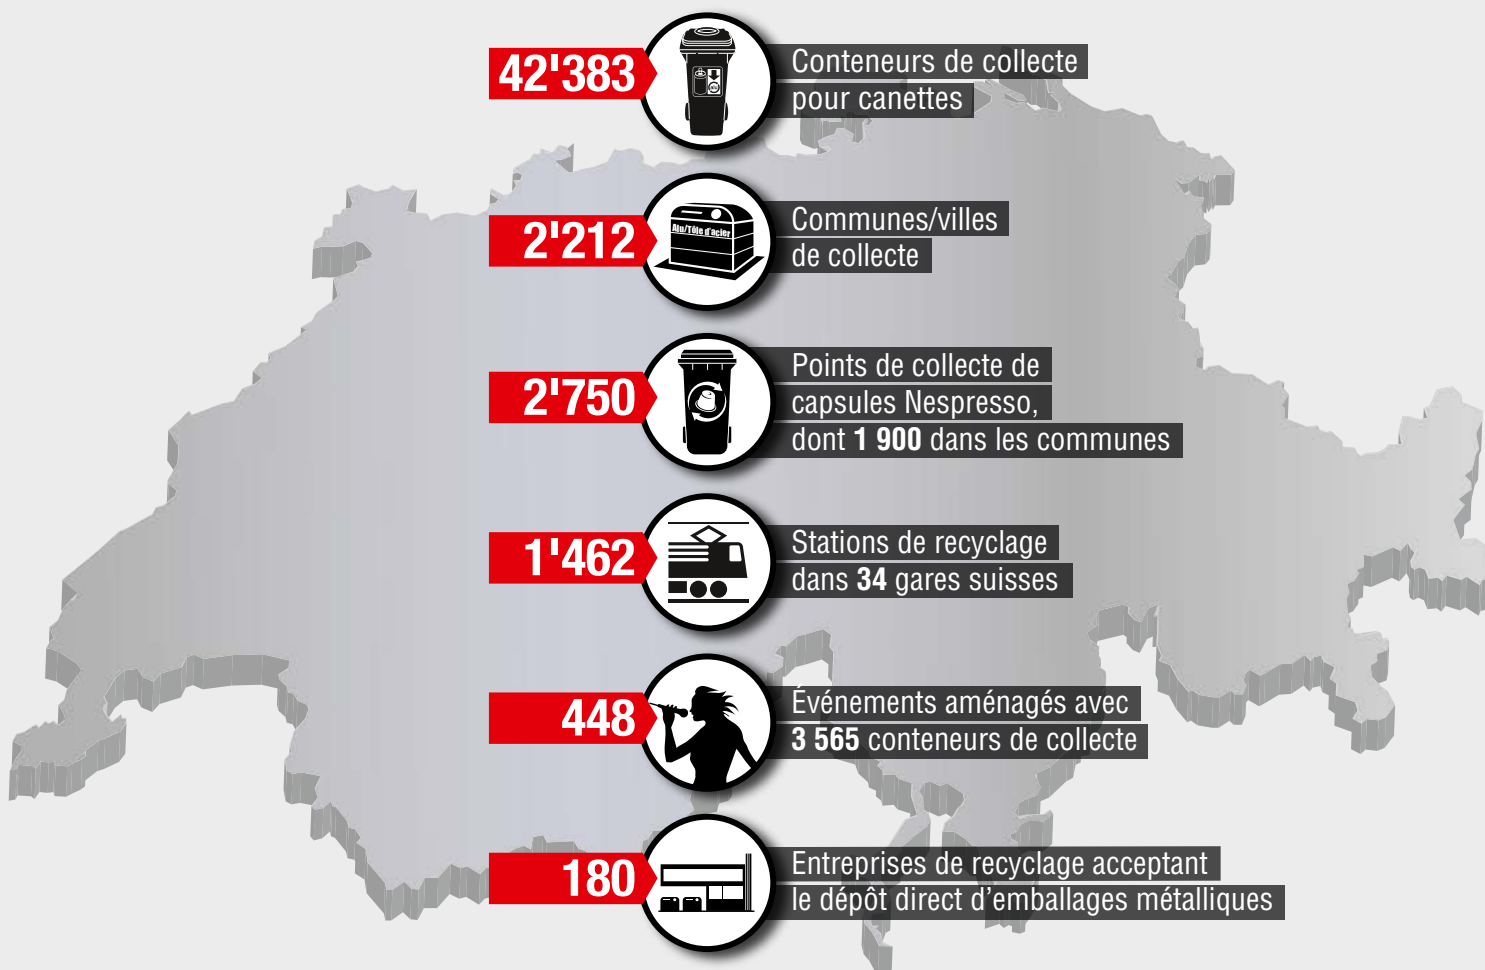 42'383
Conteneurs de collecte
pour canettes
2'212
Alu/Tôle d'acier
Communes/villes
de collecte
2'750
Points de collecte de
capsules Nespresso,
dont 1 900 dans les communes
1'462
Stations de recyclage
dans 34 gares suisses
448
Événements aménagés avec
3 565 conteneurs de collecte
180
Entreprises de recyclage acceptant
le dépôt direct d’emballages métalliques